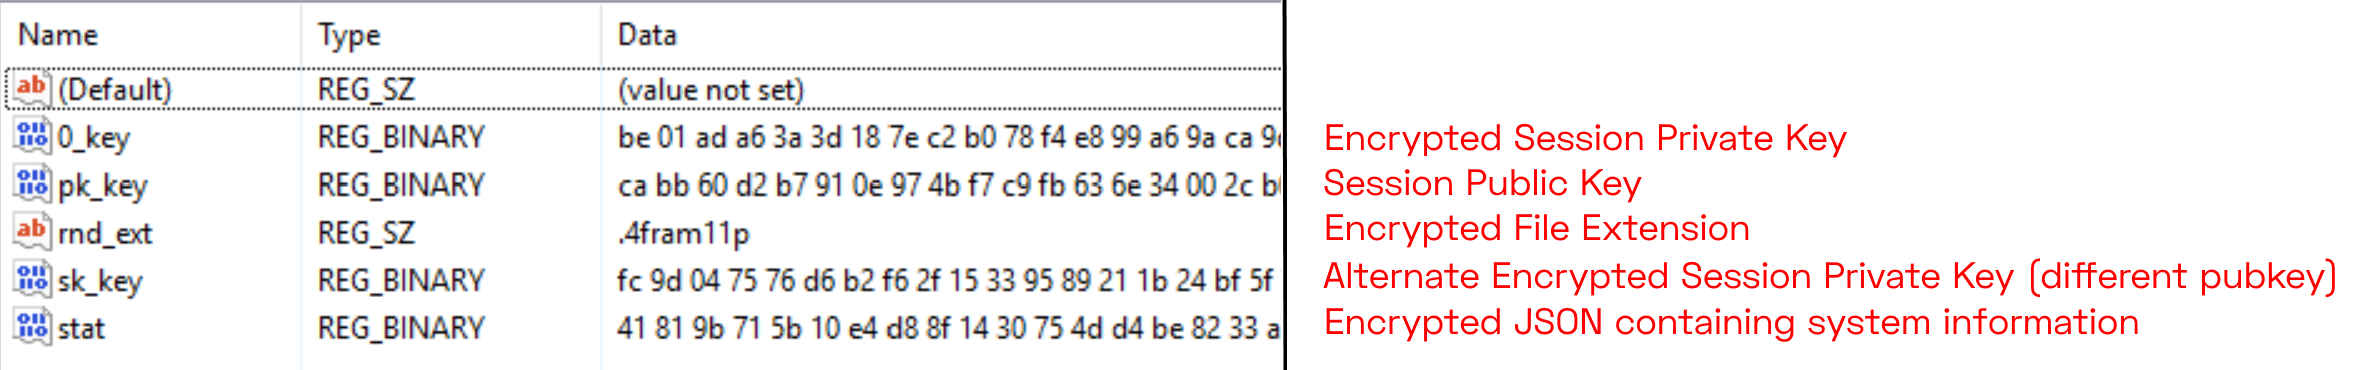 Name Type Data
(Default) REG_SZ (value not set)
0_key REG_BINARY be 01 ad a6 3a 3d 18 7e c2 b0 78 f4 e8 99 a6 9a ca Encrypted Session Private Key
pk_key REG_BINARY ca bb 60 d2 b7 91 0e 97 4b f7 c9 fb 63 6e 34 00 2c Session Public Key
rnd_ext REG_SZ .4fram11p Encrypted File Extension
sk_key REG_BINARY fc 9d 04 75 76 d6 b2 f6 2f 15 33 95 89 21 1b 24 bf 5f Alternate Encrypted Session Private Key (different pubkey)
stat REG_BINARY 41 81 9b 71 5b 10 e4 d8 8f 14 30 75 4d d4 be 82 33 Encrypted JSON containing system information